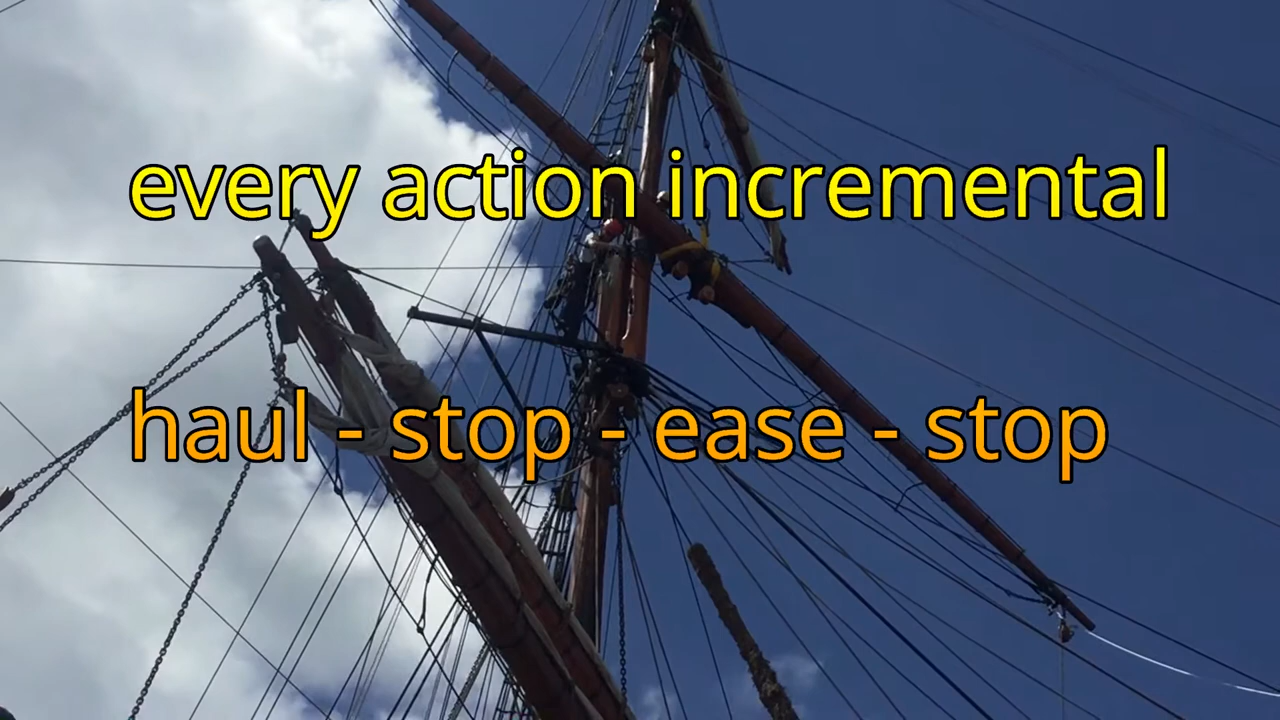 every action incremental
haul - stop - ease - stop